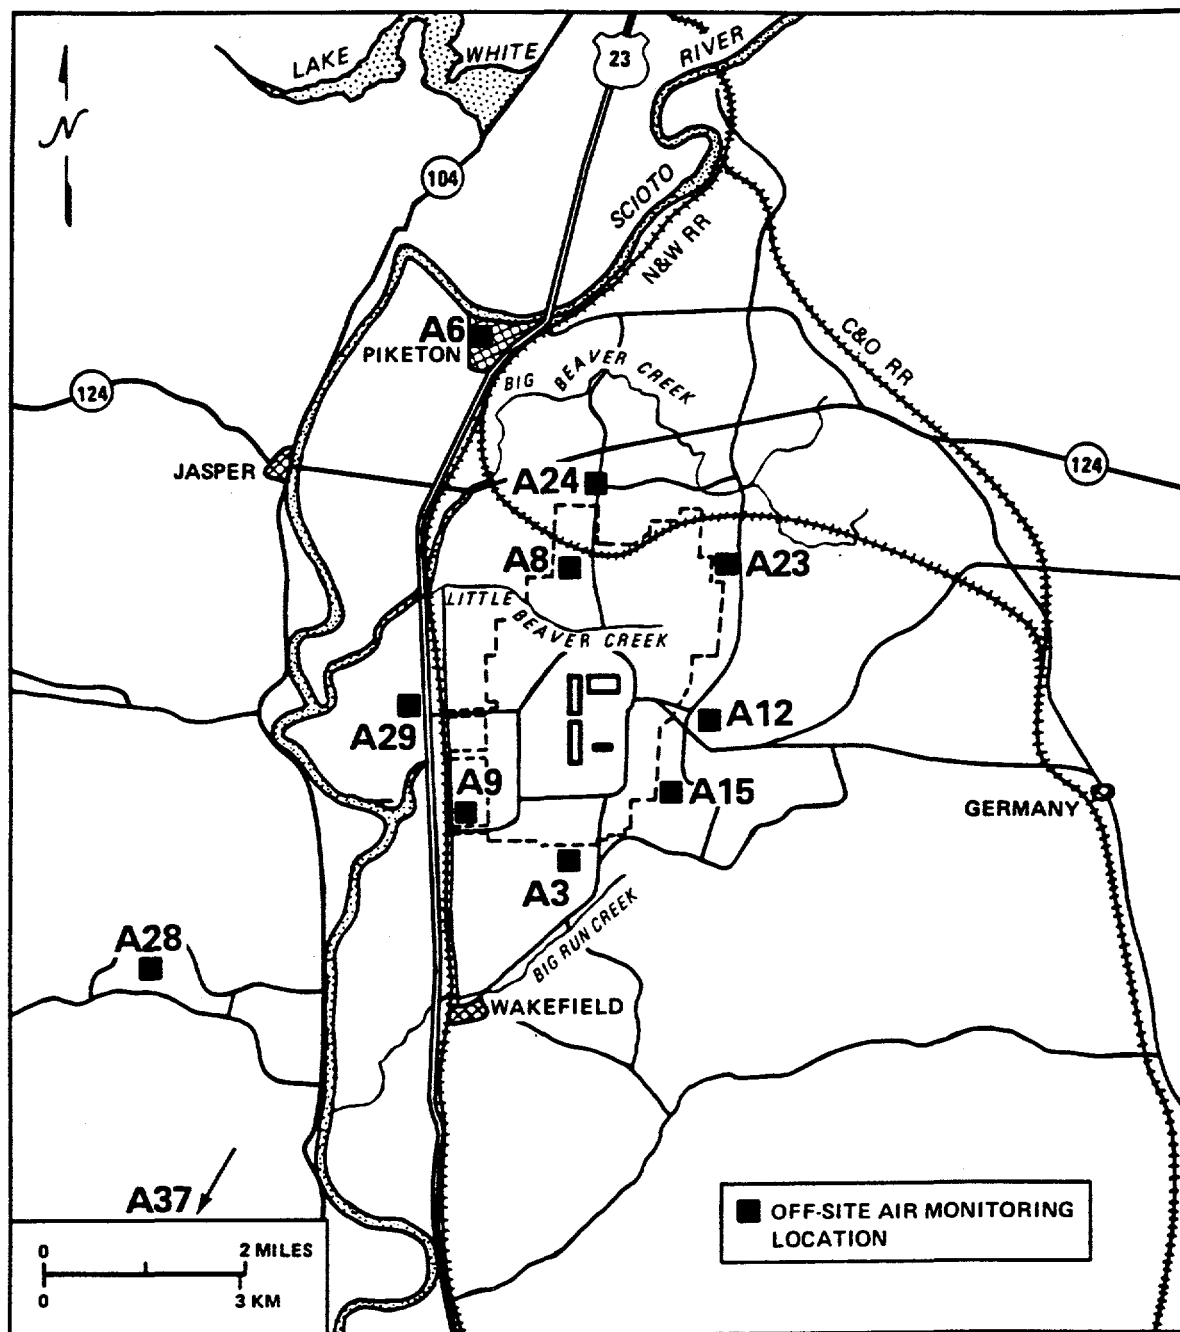 LAKE
WHITE
23
RIVER
N
104
SCIOTO
N&W RR
A6
PIKETON
C&O RR
BIG
BEAVER CREEK
124
JASPER
124
A24
A8
A23
LITTLE
BEAVER CREEK
A29
A12
A9
A15
GERMANY
A3
A28
BIG RUN CREEK
WAKEFIELD
A37
OFF-SITE AIR MONITORING
LOCATION
0 2 MILES
0 3 KM